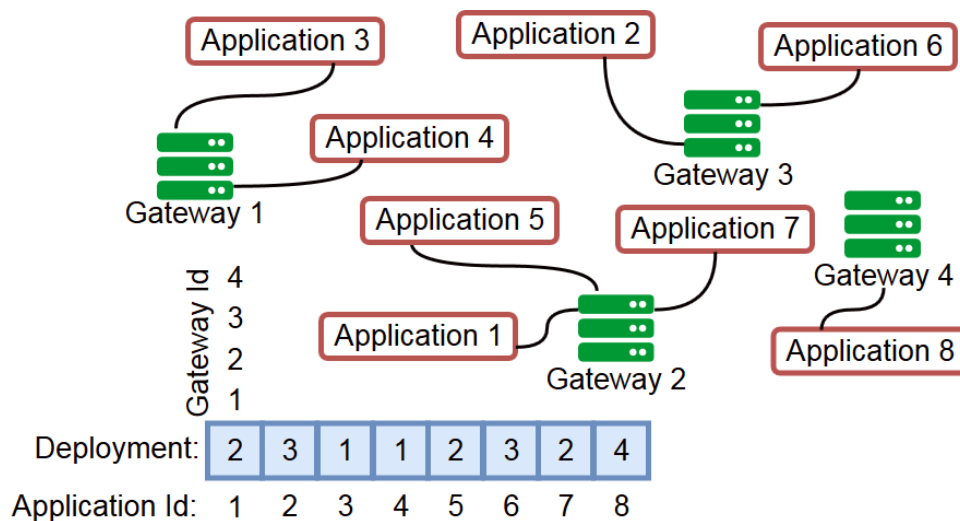 Application 3
Application 2
Application 6
Application 4
Gateway 3
Gateway 1
Application 5
Application 7
Gateway 4
Application 1
Application 8
Gateway 2
Gateway Id
4
3
2
1
Deployment: 2 3 1 1 2 3 2 4
Application Id: 1 2 3 4 5 6 7 8